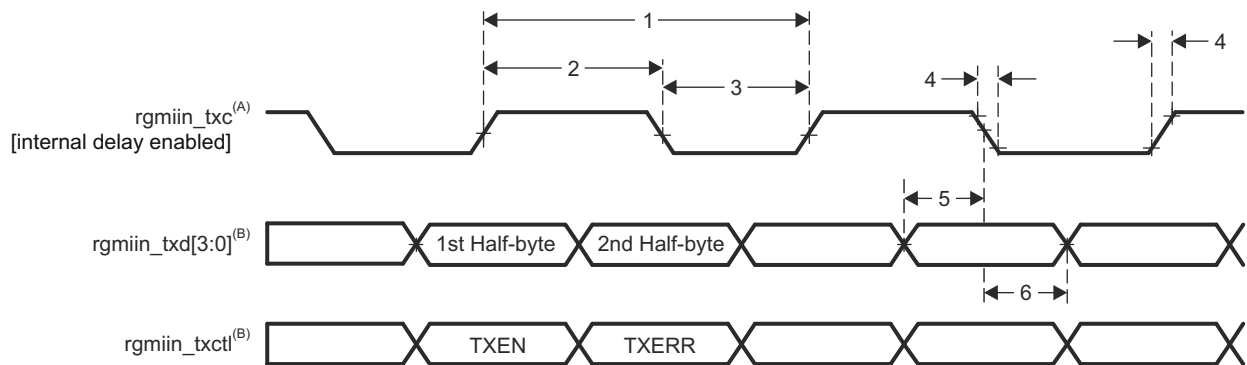 1
2
3
4
4
rgmiin_txc(A)
[internal delay enabled]
5
rgmiin_txd[3:0](B)
1st Half-byte
2nd Half-byte
6
rgmiin_txctl(B)
TXEN
TXERR